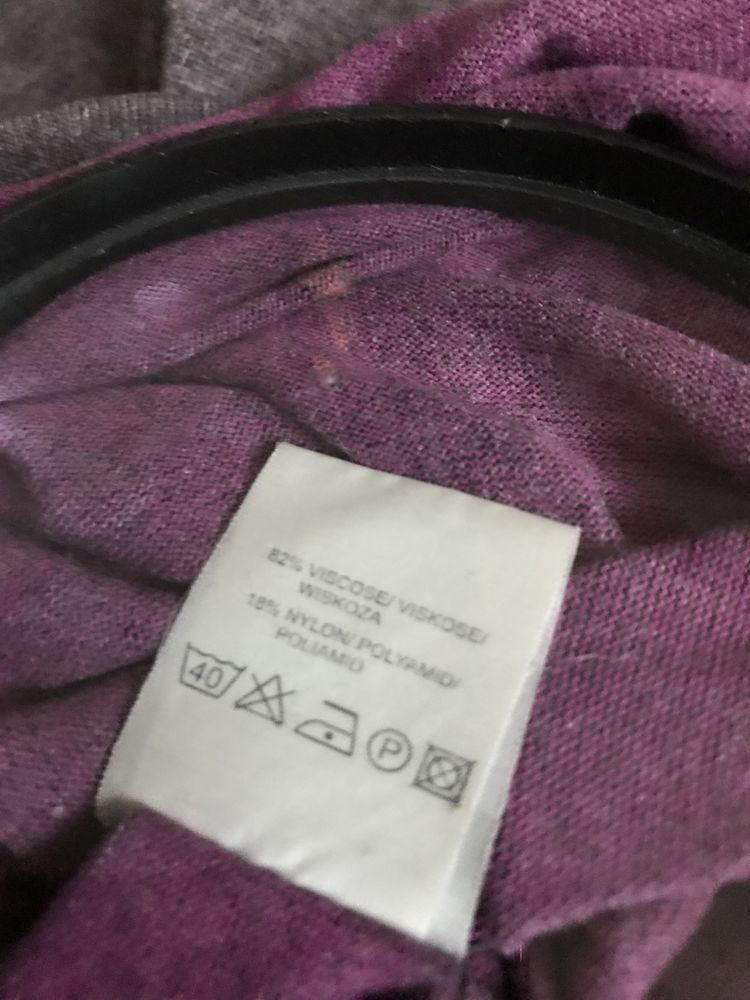 82% VISCOSE/ VISKOSE/
WISKOZA
18% NYLON/ POLYAMID/
POLIAMID
40 P